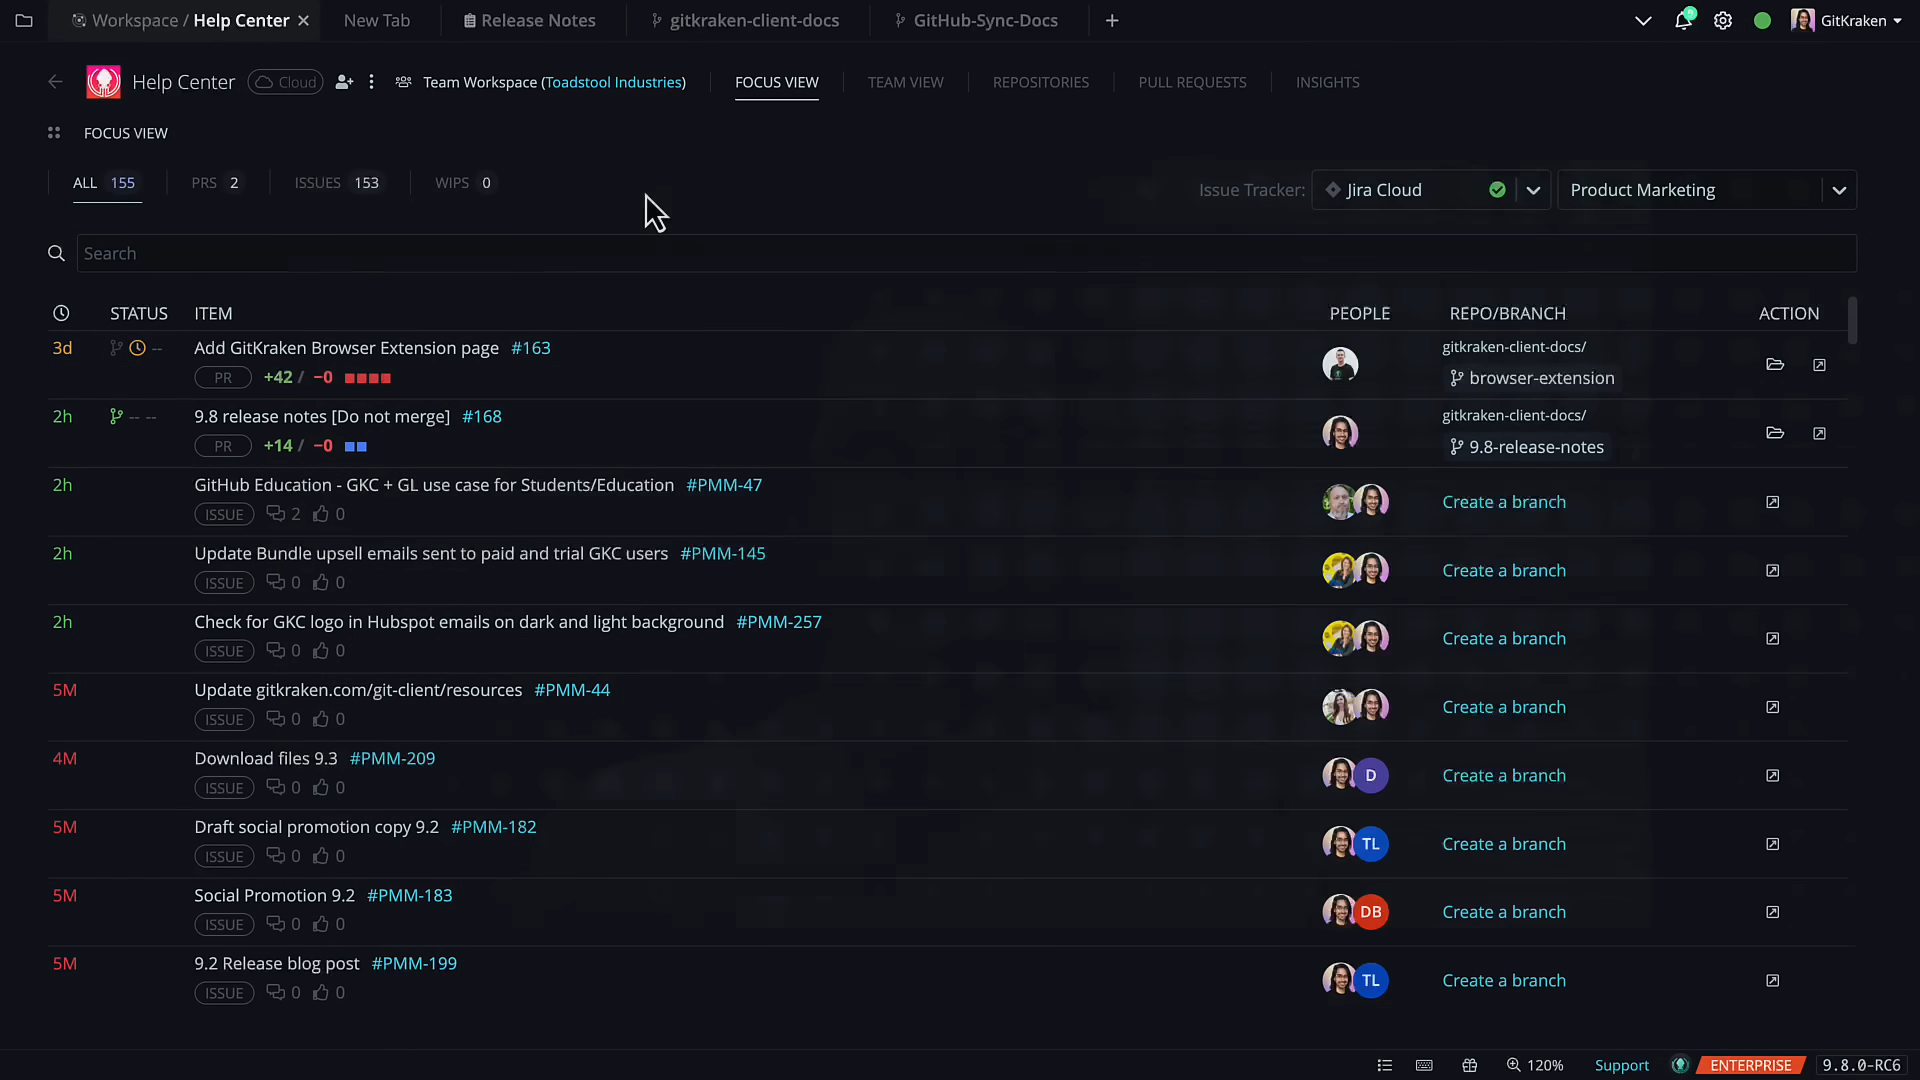 Workspace / Help Center
New Tab
Release Notes
gitkraken-client-docs
GitHub-Sync-Docs
GitKraken
Help Center
Cloud
Team Workspace (Toadstool Industries)
FOCUS VIEW
TEAM VIEW
REPOSITORIES
PULL REQUESTS
INSIGHTS
FOCUS VIEW
ALL 155
PRS 2
ISSUES 153
WIPS 0
Issue Tracker:
Jira Cloud
Product Marketing
Search
STATUS
ITEM
PEOPLE
REPO/BRANCH
ACTION
3d
--
Add GitKraken Browser Extension page #163
PR +42 / −0
gitkraken-client-docs/
browser-extension
2h
-- --
9.8 release notes [Do not merge] #168
PR +14 / −0
gitkraken-client-docs/
9.8-release-notes
2h
GitHub Education - GKC + GL use case for Students/Education #PMM-47
ISSUE 2 0
Create a branch
2h
Update Bundle upsell emails sent to paid and trial GKC users #PMM-145
ISSUE 0 0
Create a branch
2h
Check for GKC logo in Hubspot emails on dark and light background #PMM-257
ISSUE 0 0
Create a branch
5M
Update gitkraken.com/git-client/resources #PMM-44
ISSUE 0 0
Create a branch
4M
Download files 9.3 #PMM-209
ISSUE 0 0
D
Create a branch
5M
Draft social promotion copy 9.2 #PMM-182
ISSUE 0 0
TL
Create a branch
5M
Social Promotion 9.2 #PMM-183
ISSUE 0 0
DB
Create a branch
5M
9.2 Release blog post #PMM-199
ISSUE 0 0
TL
Create a branch
120%
Support
ENTERPRISE
9.8.0-RC6